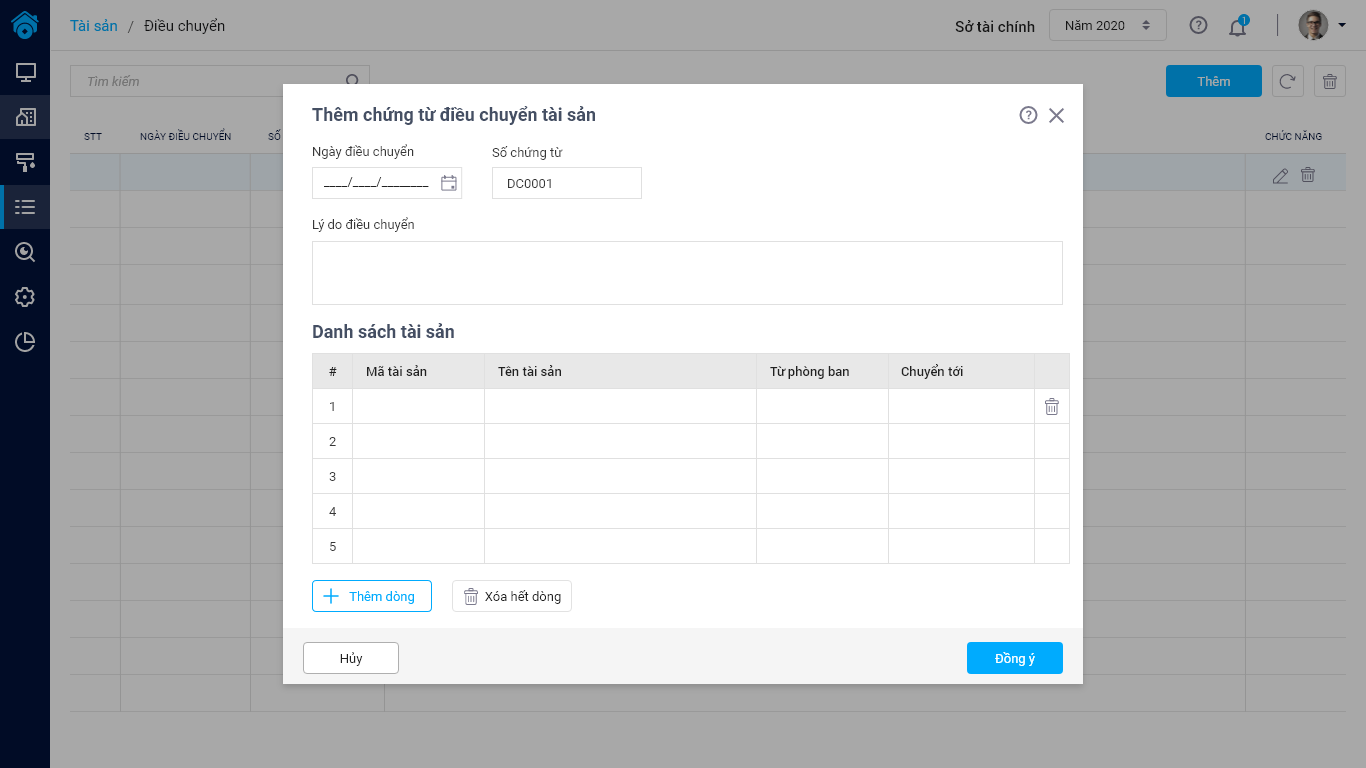 Tài sản / Điều chuyển
Sở tài chính
Năm 2020
1
Tìm kiếm
Thêm
STT
NGÀY ĐIỀU CHUYỂN
SỐ
CHỨC NĂNG
Thêm chứng từ điều chuyển tài sản
?
Ngày điều chuyển
Số chứng từ
____/____/________
DC0001
Lý do điều chuyển
Danh sách tài sản
# Mã tài sản Tên tài sản Từ phòng ban Chuyển tới
1
2
3
4
5
Thêm dòng
Xóa hết dòng
Hủy
Đồng ý